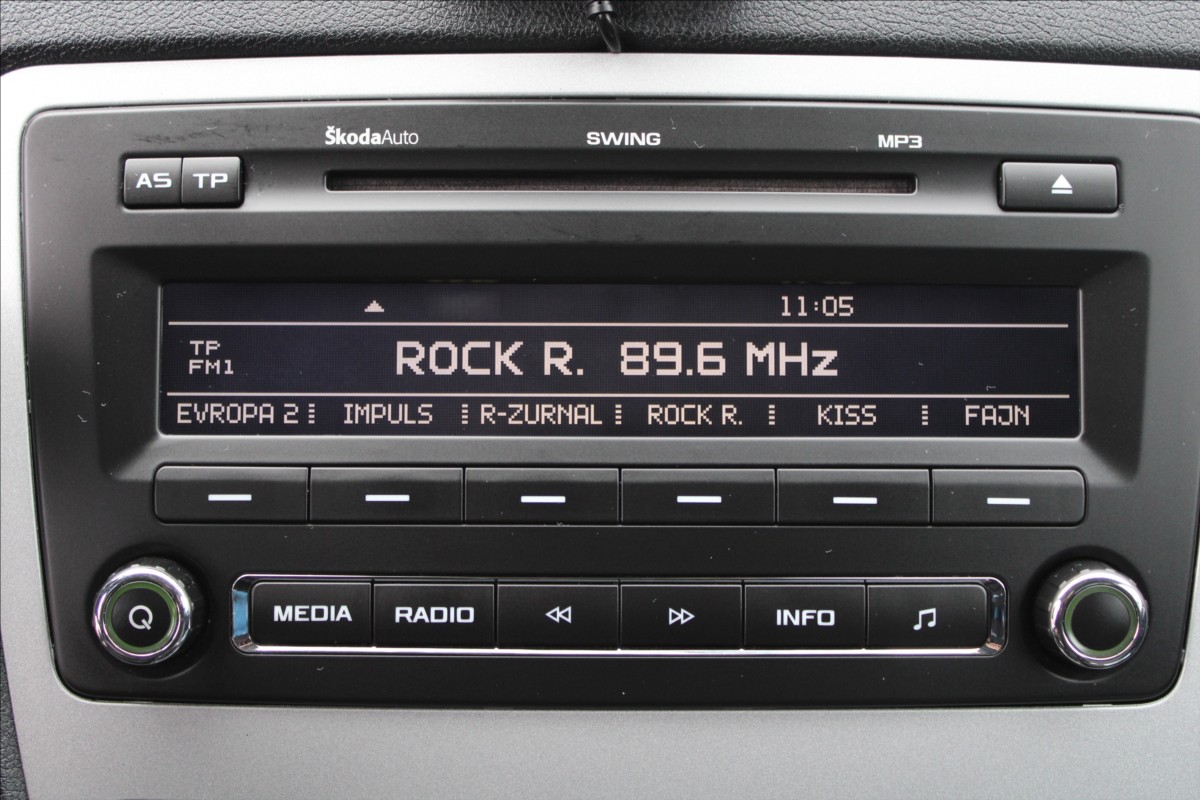 ŠkodaAuto SWING MP3
AS TP
11:05
TP
FM1
ROCK R. 89.6 MHz
EVROPA 2 IMPULS R-ZURNAL ROCK R. KISS FAJN
MEDIA RADIO INFO